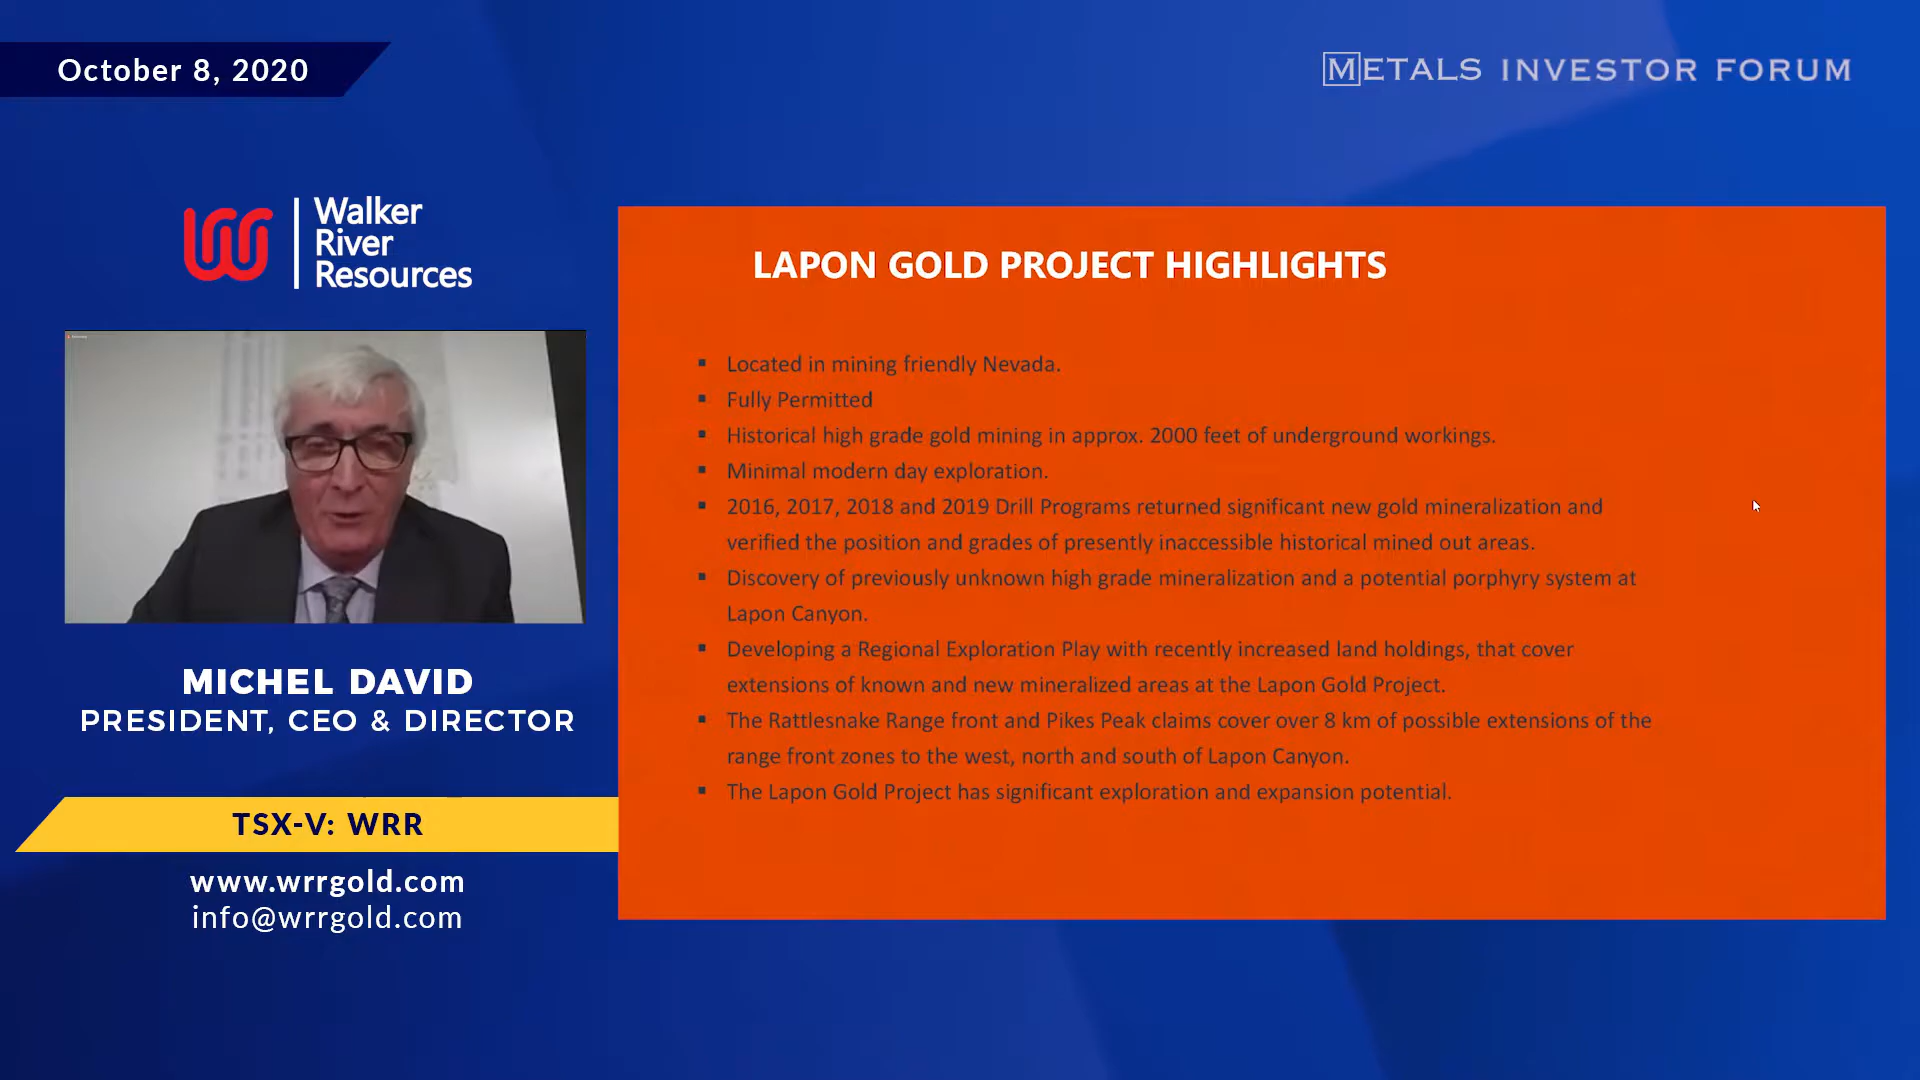 October 8, 2020
METALS INVESTOR FORUM
Walker
River
Resources
MICHEL DAVID
PRESIDENT, CEO & DIRECTOR
TSX-V: WRR
www.wrrgold.com
info@wrrgold.com
LAPON GOLD PROJECT HIGHLIGHTS
▪ Located in mining friendly Nevada.
▪ Fully Permitted
▪ Historical high grade gold mining in approx. 2000 feet of underground workings.
▪ Minimal modern day exploration.
▪ 2016, 2017, 2018 and 2019 Drill Programs returned significant new gold mineralization and
verified the position and grades of presently inaccessible historical mined out areas.
▪ Discovery of previously unknown high grade mineralization and a potential porphyry system at
Lapon Canyon.
▪ Developing a Regional Exploration Play with recently increased land holdings, that cover
extensions of known and new mineralized areas at the Lapon Gold Project.
▪ The Rattlesnake Range front and Pikes Peak claims cover over 8 km of possible extensions of the
range front zones to the west, north and south of Lapon Canyon.
▪ The Lapon Gold Project has significant exploration and expansion potential.